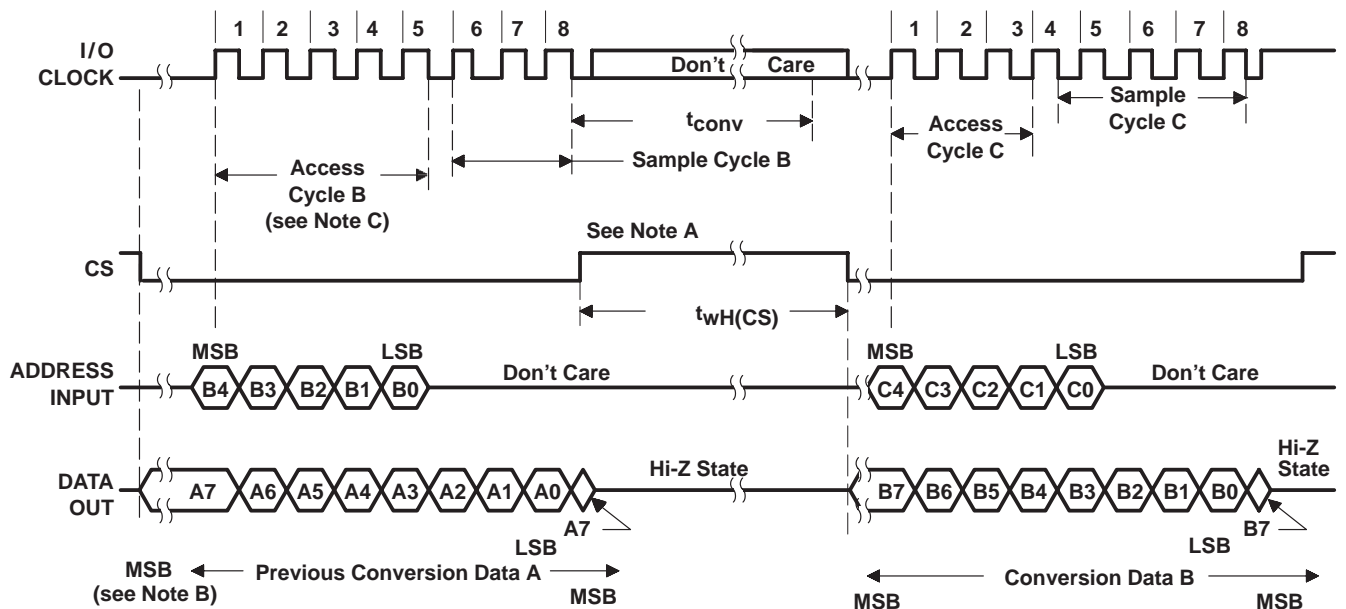 1 2 3 4 5 6 7 8 1 2 3 4 5 6 7 8
I/O
CLOCK
Don't Care
tconv
Sample
Cycle C
Access
Cycle C
Sample Cycle B
Access
Cycle B
(see Note C)
See Note A
CS
twH(CS)
MSB LSB MSB LSB
ADDRESS
INPUT
B4 B3 B2 B1 B0 Don't Care C4 C3 C2 C1 C0 Don't Care
Hi-Z
State
Hi-Z State
DATA
OUT
A7 A6 A5 A4 A3 A2 A1 A0 B7 B6 B5 B4 B3 B2 B1 B0
A7 B7
LSB LSB
MSB
(see Note B)
Previous Conversion Data A Conversion Data B
MSB MSB MSB